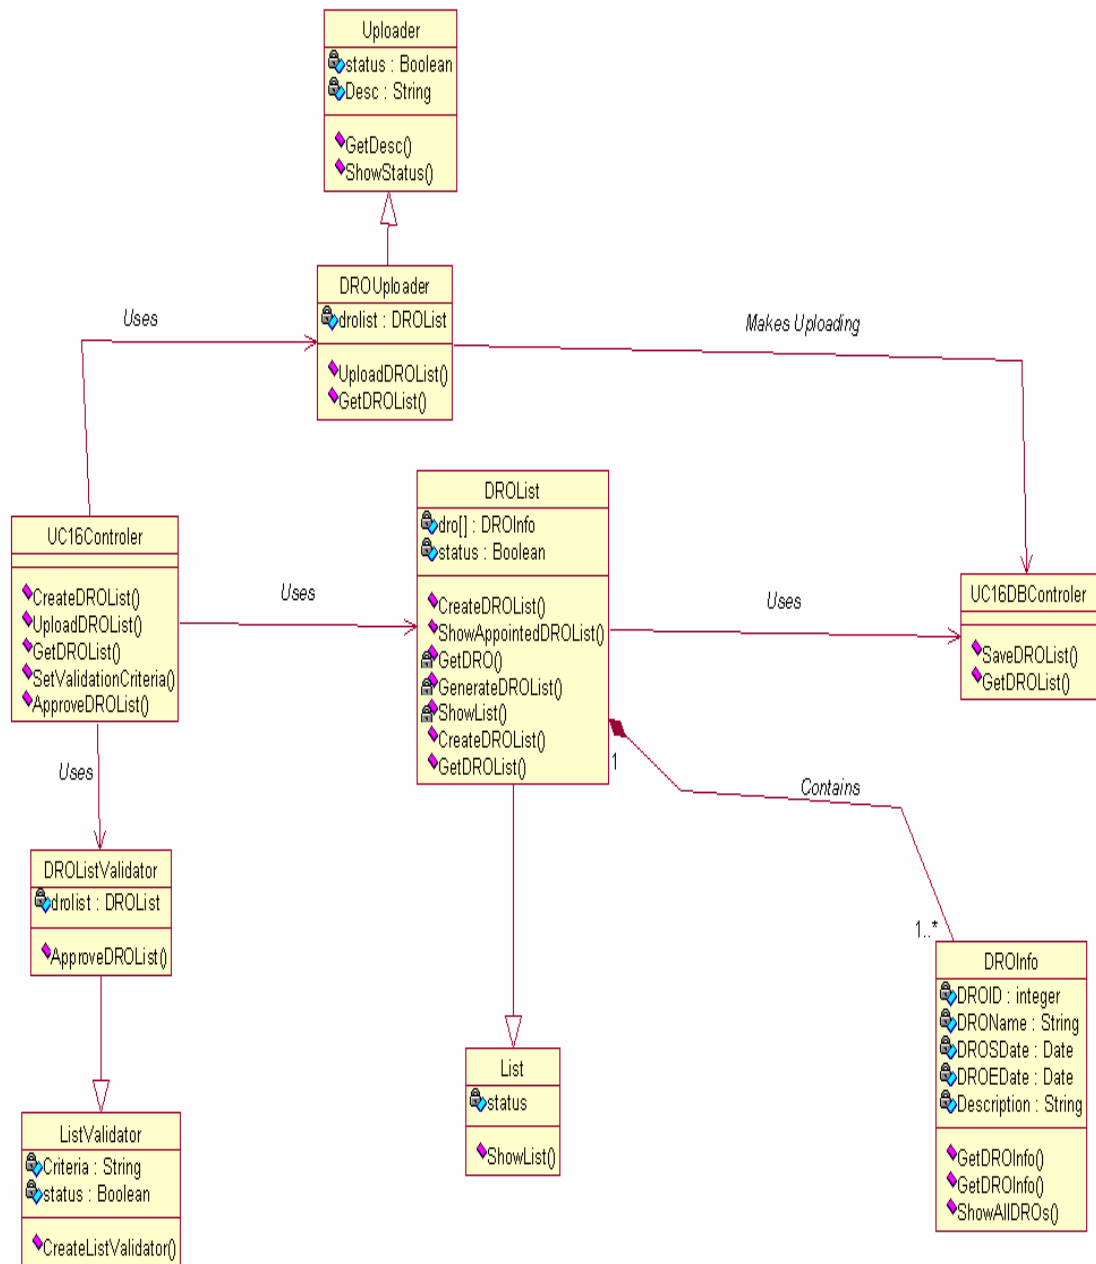 Uploader
status : Boolean
Desc : String
GetDesc()
ShowStatus()
DROUploader
drolist : DROList
UploadDROList()
GetDROList()
Uses
Makes Uploading
DROList
dro[] : DROInfo
status : Boolean
CreateDROList()
ShowAppointedDROList()
GetDRO()
GenerateDROList()
ShowList()
CreateDROList()
GetDROList()
UC16Controler
CreateDROList()
UploadDROList()
GetDROList()
SetValidationCriteria()
ApproveDROList()
Uses
Uses
UC16DBControler
SaveDROList()
GetDROList()
Uses
1
Contains
1..*
DROListValidator
drolist : DROList
ApproveDROList()
DROInfo
DROID : integer
DROName : String
DROSDate : Date
DROEDate : Date
Description : String
GetDROInfo()
GetDROInfo()
ShowAllDROs()
List
status
ShowList()
ListValidator
Criteria : String
status : Boolean
CreateListValidator()